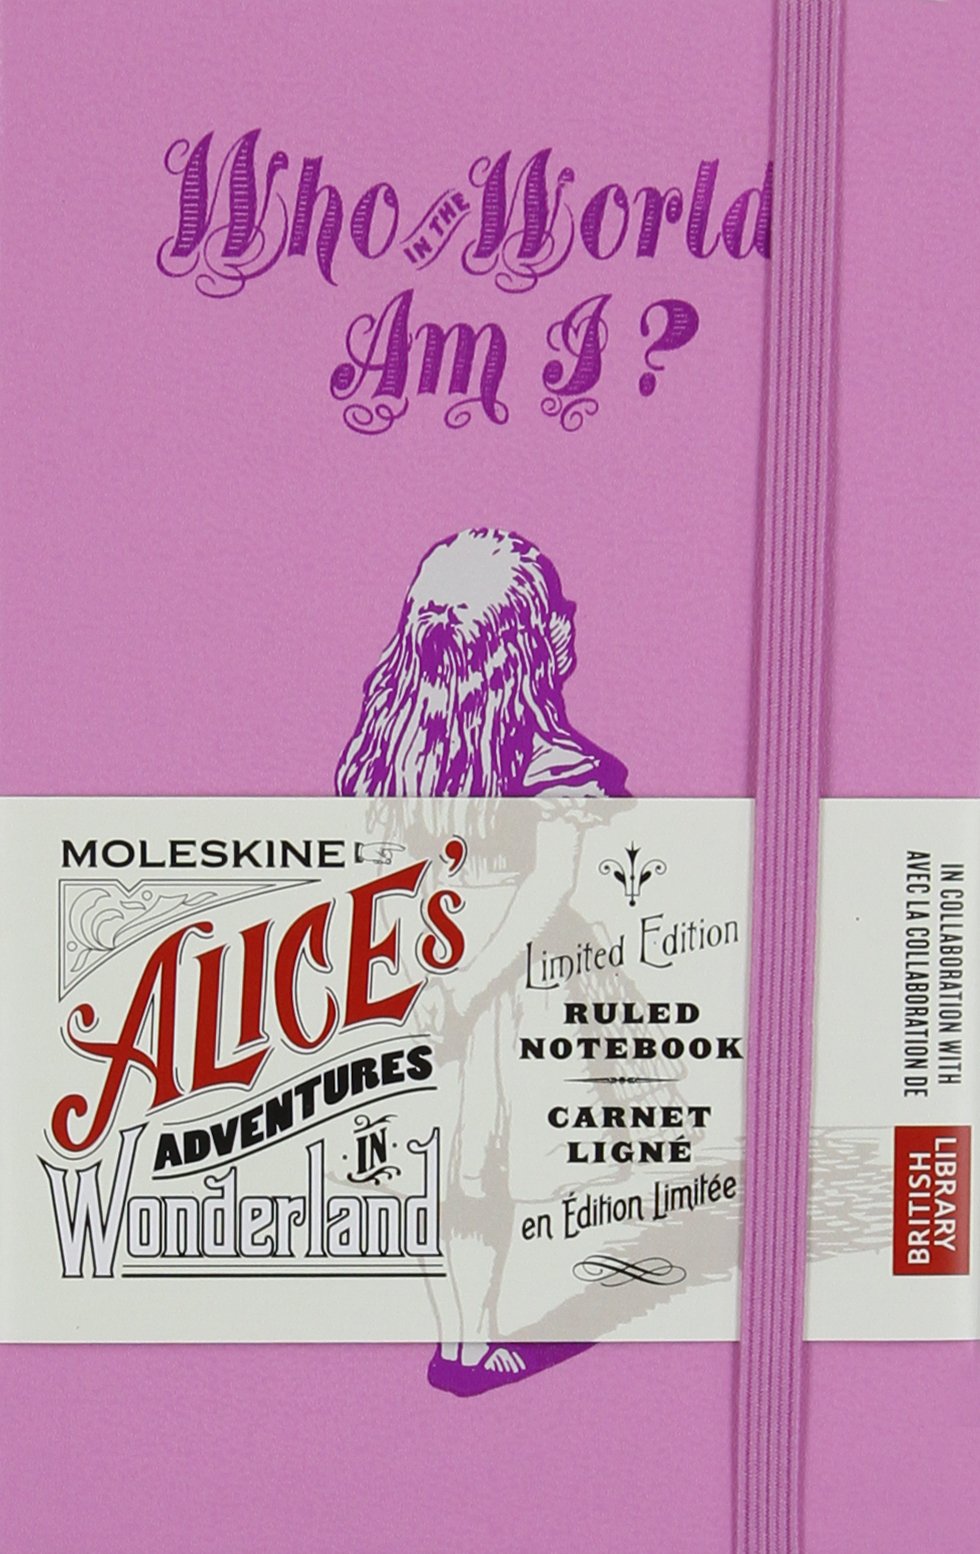 Who IN THE World
Am I?
MOLESKINE
ALICE'S
ADVENTURES
IN
Wonderland
Limited Edition
RULED
NOTEBOOK
CARNET
LIGNÉ
en Édition Limitée
IN COLLABORATION WITH
AVEC LA COLLABORATION DE
BRITISH
LIBRARY